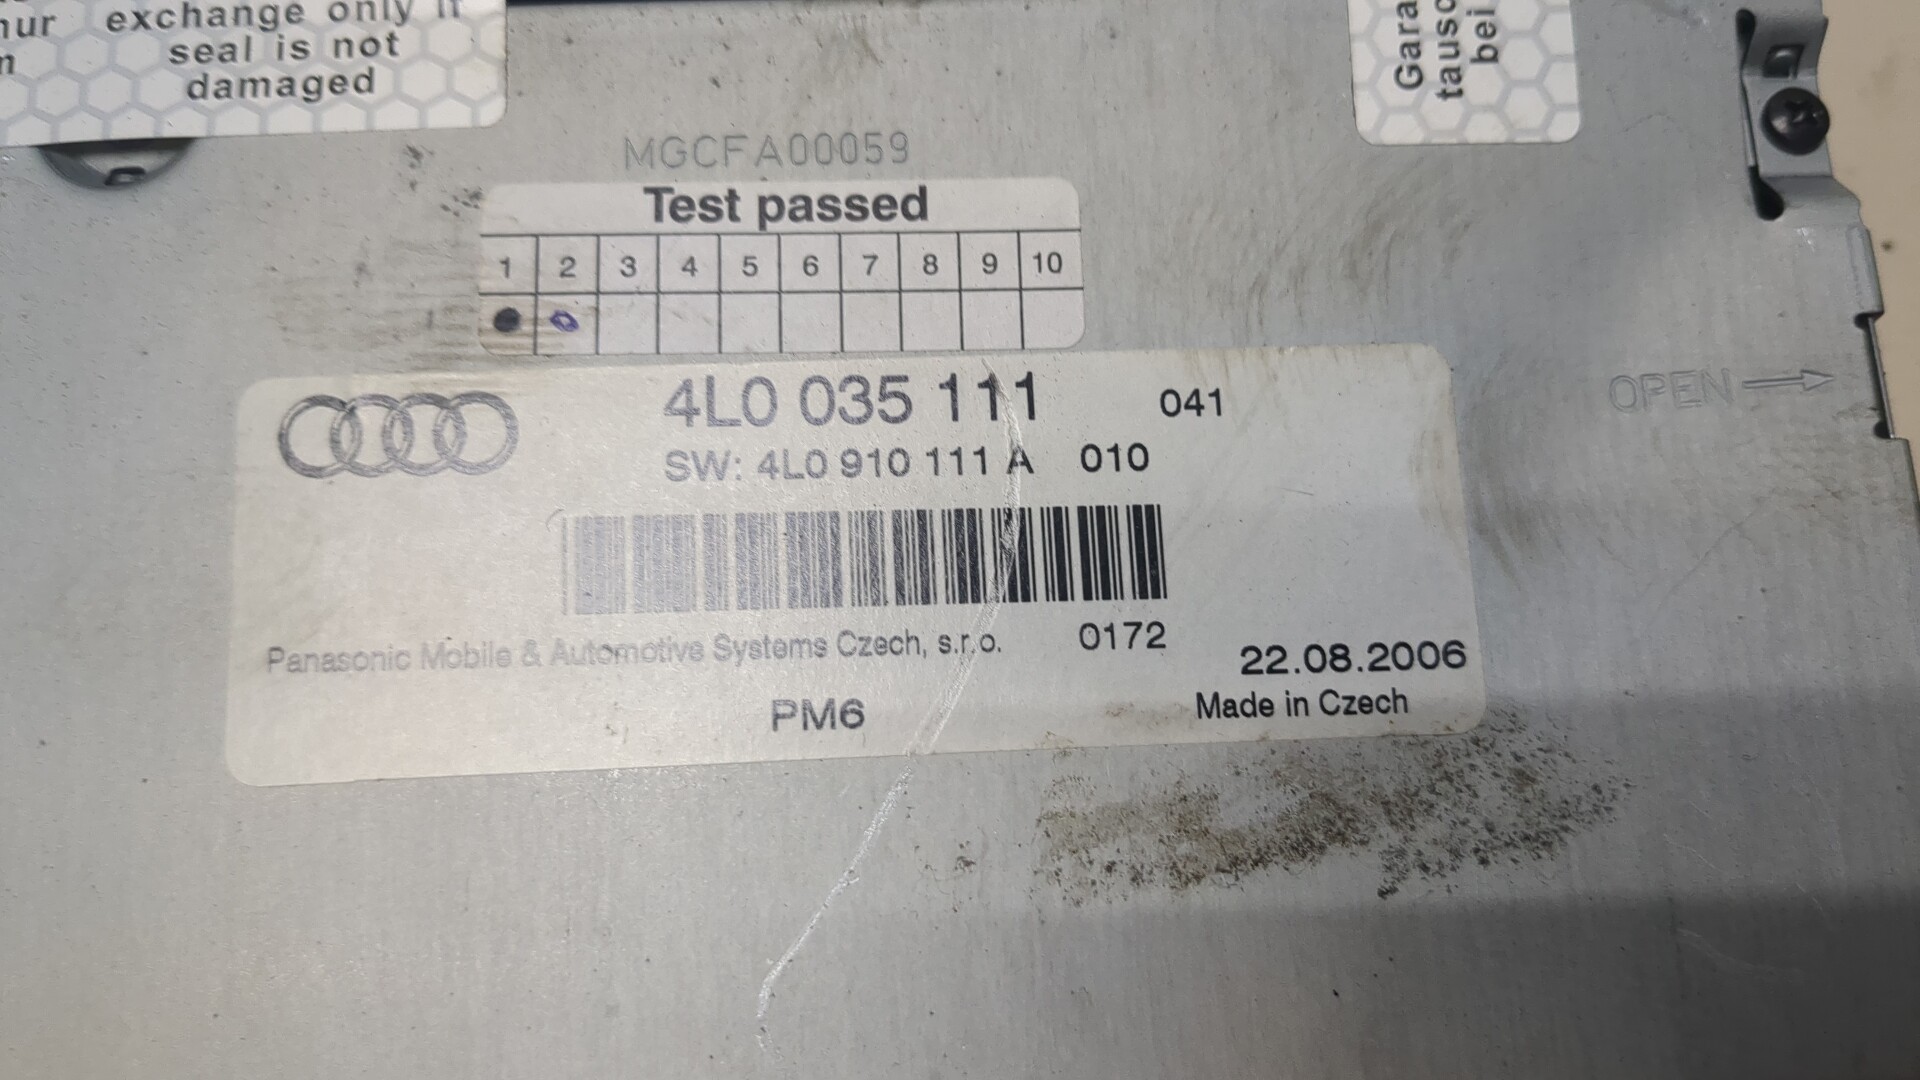 nur
n
exchange only if
seal is not
damaged
Gara
tausc
bei
MGCFA00059
Test passed
1 2 3 4 5 6 7 8 9 10
4L0 035 111 041
SW: 4L0 910 111 A 010
OPEN
Panasonic Mobile & Automotive Systems Czech, s.r.o. 0172
22.08.2006
PM6
Made in Czech